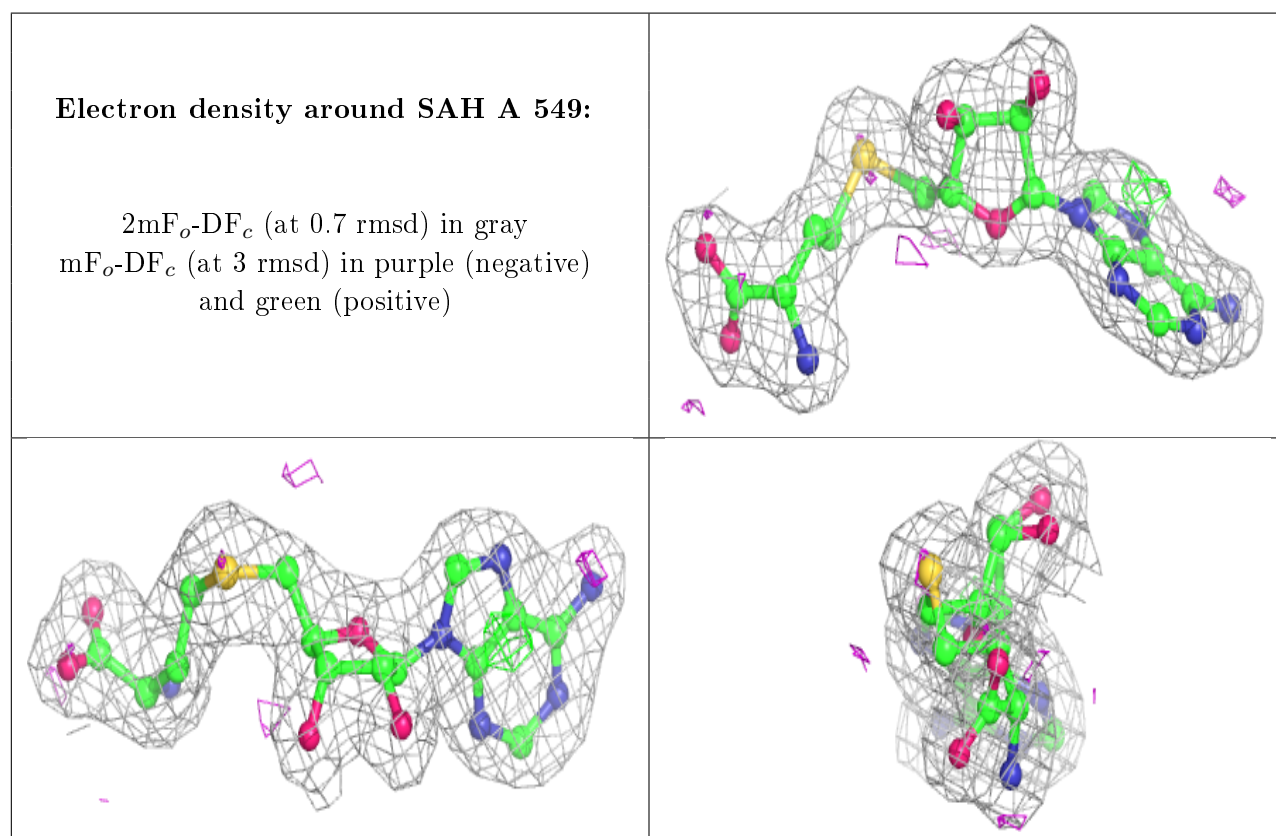 Electron density around SAH A 549:
2mFo-DFc (at 0.7 rmsd) in gray
mFo-DFc (at 3 rmsd) in purple (negative)
and green (positive)